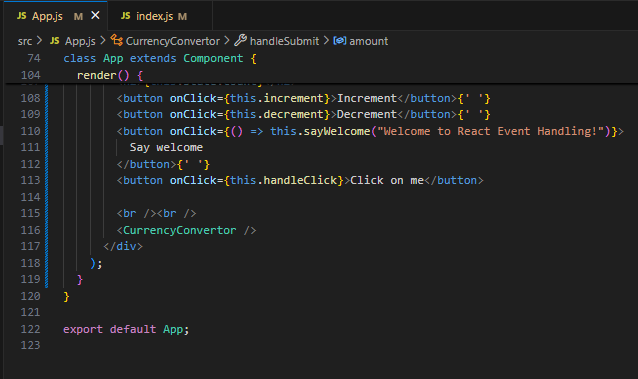 JS App.js M × JS index.js M
src > JS App.js > CurrencyConvertor > handleSubmit > amount
74 class App extends Component {
104 render() {
108 <button onClick={this.increment}>Increment</button>{' '}
109 <button onClick={this.decrement}>Decrement</button>{' '}
110 <button onClick={() => this.sayWelcome("Welcome to React Event Handling!")}>
111 Say welcome
112 </button>{' '}
113 <button onClick={this.handleClick}>Click on me</button>
114
115 <br /><br />
116 <CurrencyConvertor />
117 </div>
118 );
119 }
120 }
121
122 export default App;
123